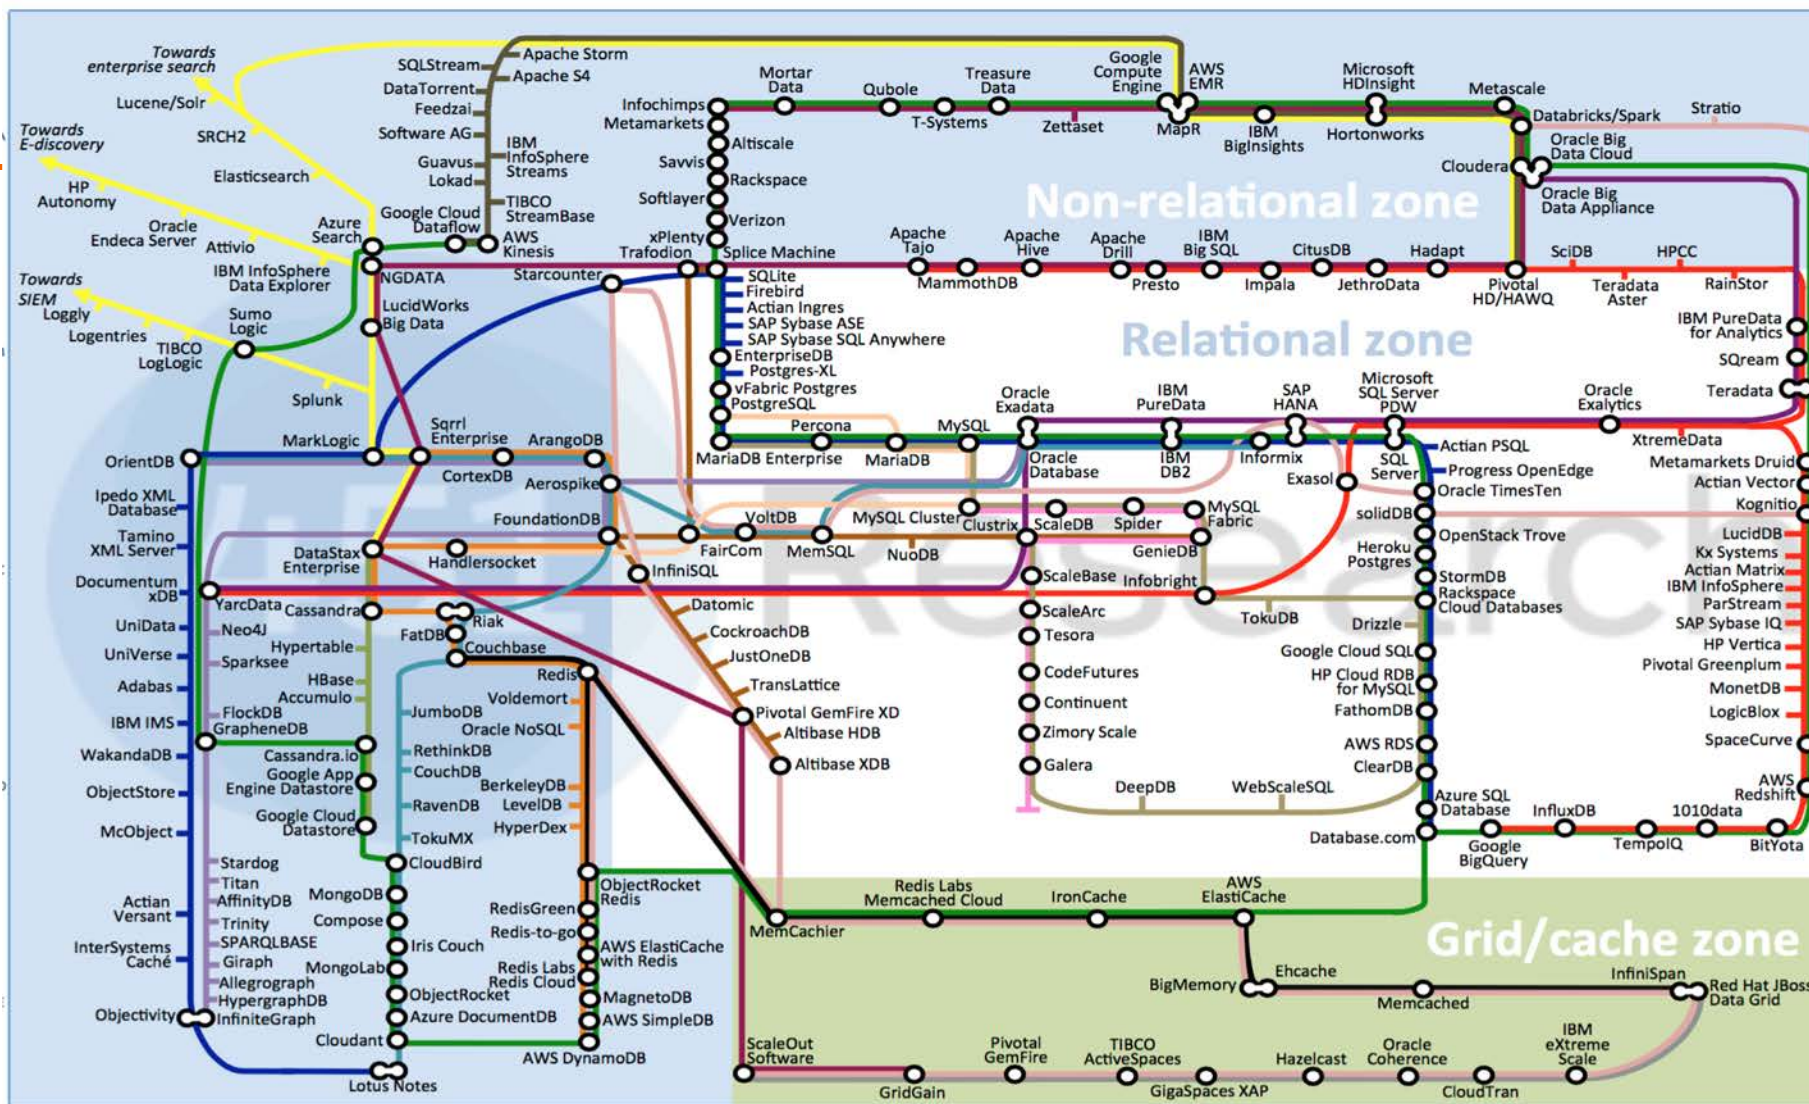 Towards
enterprise search
Lucene/Solr
SRCH2
Elasticsearch
Towards
E-discovery
HP
Autonomy
Oracle
Endeca Server
Attivio
IBM InfoSphere
Data Explorer
Towards
SIEM
Loggly
Logentries
TIBCO
LogLogic
Sumo
Logic
Splunk
Azure
Search
NGDATA
LucidWorks
Big Data
SQLStream
DataTorrent
Feedzai
Software AG
Guavus
Lokad
Google Cloud
Dataflow
Apache Storm
Apache S4
IBM
InfoSphere
Streams
TIBCO
StreamBase
AWS
Kinesis
Infochimps
Metamarkets
Altiscale
Savvis
Rackspace
Softlayer
Verizon
xPlenty
Trafodion
Splice Machine
Starcounter
Mortar
Data
Qubole
T-Systems
Treasure
Data
Zettaset
Google
Compute
Engine
AWS
EMR
MapR
IBM
BigInsights
Microsoft
HDInsight
Hortonworks
Metascale
Databricks/Spark
Stratio
Cloudera
Oracle Big
Data Cloud
Oracle Big
Data Appliance
Non-relational zone
Apache
Tajo
MammothDB
Apache
Hive
Apache
Drill
Presto
IBM
Big SQL
Impala
CitusDB
JethroData
Hadapt
Pivotal
HD/HAWQ
SciDB
Teradata
Aster
HPCC
RainStor
SQLite
Firebird
Actian Ingres
SAP Sybase ASE
SAP Sybase SQL Anywhere
EnterpriseDB
Postgres-XL
vFabric Postgres
PostgreSQL
Relational zone
IBM PureData
for Analytics
SQream
Teradata
MariaDB Enterprise
Percona
MariaDB
MySQL
Oracle
Exadata
Oracle
Database
IBM
PureData
IBM
DB2
Informix
SAP
HANA
Microsoft
SQL Server
PDW
SQL
Server
Oracle
Exalytics
XtremeData
MarkLogic
Sqrrl
Enterprise
CortexDB
ArangoDB
Aerospike
FoundationDB
OrientDB
Ipedo XML
Database
Tamino
XML Server
Documentum
xDB
UniData
UniVerse
Adabas
IBM IMS
WakandaDB
ObjectStore
McObject
Actian
Versant
InterSystems
Caché
Objectivity
YarcData
Neo4J
Sparksee
FlockDB
GrapheneDB
Stardog
Titan
AffinityDB
Trinity
SPARQLBASE
Giraph
Allegrograph
HypergraphDB
InfiniteGraph
DataStax
Enterprise
Handlersocket
Cassandra
Riak
FatDB
Couchbase
Hypertable
HBase
Accumulo
Cassandra.io
Google App
Engine Datastore
Google Cloud
Datastore
JumboDB
RethinkDB
CouchDB
RavenDB
TokuMX
CloudBird
MongoDB
Compose
Iris Couch
MongoLab
ObjectRocket
Azure DocumentDB
Cloudant
Lotus Notes
Redis
Voldemort
Oracle NoSQL
BerkeleyDB
LevelDB
HyperDex
ObjectRocket
Redis
RedisGreen
Redis-to-go
AWS ElastiCache
with Redis
Redis Labs
Redis Cloud
MagnetoDB
AWS SimpleDB
AWS DynamoDB
FairCom
VoltDB
MemSQL
NuoDB
MySQL Cluster
Clustrix
ScaleDB
Spider
MySQL
Fabric
GenieDB
InfiniSQL
Datomic
CockroachDB
JustOneDB
TransLattice
Pivotal GemFire XD
Altibase HDB
Altibase XDB
ScaleBase
ScaleArc
Tesora
CodeFutures
Continuent
Zimory Scale
Galera
Infobright
TokuDB
DeepDB
WebScaleSQL
Exasol
Actian PSQL
Progress OpenEdge
Oracle TimesTen
solidDB
OpenStack Trove
Heroku
Postgres
StormDB
Rackspace
Cloud Databases
Drizzle
Google Cloud SQL
HP Cloud RDB
for MySQL
FathomDB
AWS RDS
ClearDB
Azure SQL
Database
Database.com
Google
BigQuery
InfluxDB
TempoIQ
1010data
BitYota
Metamarkets Druid
Actian Vector
Kognitio
LucidDB
Kx Systems
Actian Matrix
IBM InfoSphere
ParStream
SAP Sybase IQ
HP Vertica
Pivotal Greenplum
MonetDB
LogicBlox
SpaceCurve
AWS
Redshift
451 Research
Grid/cache zone
MemCachier
Redis Labs
Memcached Cloud
IronCache
AWS
ElastiCache
BigMemory
Ehcache
Memcached
InfiniSpan
Red Hat JBoss
Data Grid
ScaleOut
Software
GridGain
Pivotal
GemFire
TIBCO
ActiveSpaces
GigaSpaces XAP
Hazelcast
Oracle
Coherence
CloudTran
IBM
eXtreme
Scale